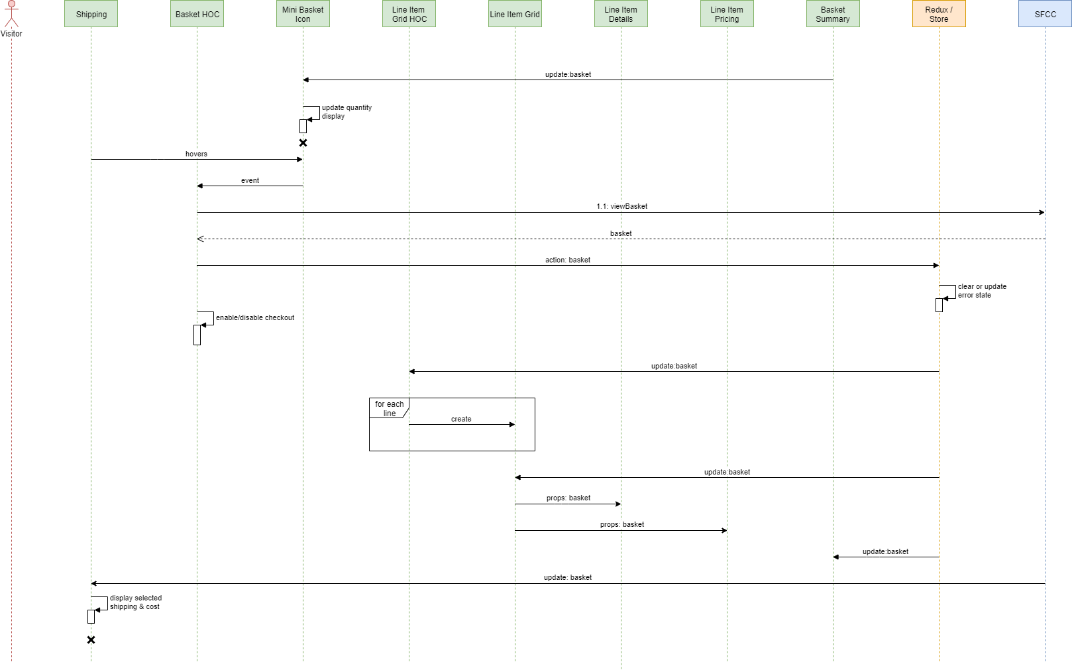 Shipping
Basket HOC
Mini Basket
Icon
Line Item
Grid HOC
Line Item Grid
Line Item
Details
Line Item
Pricing
Basket
Summary
Redux /
Store
SFCC
Visitor
update:basket
update quantity
display
hovers
event
1.1: viewBasket
basket
action: basket
clear or update
error state
enable/disable checkout
update:basket
for each
line
create
update:basket
props: basket
props: basket
update:basket
update: basket
display selected
shipping & cost